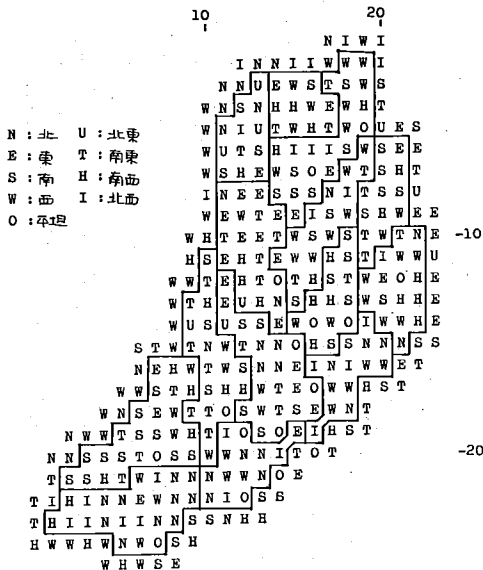 10 20
N : 北 U : 北東
E : 東 T : 南東
S : 南 H : 南西
W : 西 I : 北西
O : 平坦
N I W I
I N N I I W W W I
N N U E W S T S W S
W N S N H H W E W H T
W N I U T W H T W O U E S
W U T S H I I I S W S E E
W S H E W S O E W T S H T
I N E E S S S N I T S S U
W E W T E E I S W S H W E E
W H T E E T W S W S T W T N E -10
H S E H T E W W H S T I W W U
W W T E H T O T H S T W E O H E
W T H E U H N S H H S W S H H E
W U S U S S E W O W O I W W H E
S T W T N W T N N O H S S N N N S S
N E H W T W S N N E I N I W W E T
W W S T H S H H W T E O W W H S T
W N S E W T T O S W T S E W N T
N W W T S S W H T I O S O E I H S T
N N S S S T O S S W W N N I T O T -20
T S S H T W I N N N W W N O E
T I H I N N E W N N N I O S S
T H I I N I I N N S S N H H
H W W H W N W O S H
W H W S E